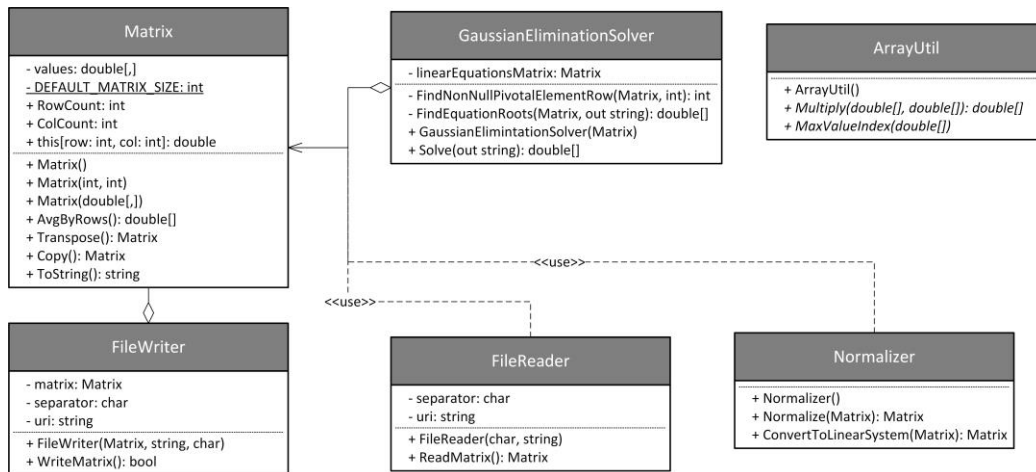 Matrix
- values: double[,]
- DEFAULT_MATRIX_SIZE: int
+ RowCount: int
+ ColCount: int
+ this[row: int, col: int]: double
+ Matrix()
+ Matrix(int, int)
+ Matrix(double[,])
+ AvgByRows(): double[]
+ Transpose(): Matrix
+ Copy(): Matrix
+ ToString(): string
GaussianEliminationSolver
- linearEquationsMatrix: Matrix
- FindNonNullPivotalElementRow(Matrix, int): int
- FindEquationRoots(Matrix, out string): double[]
+ GaussianElimintationSolver(Matrix)
+ Solve(out string): double[]
ArrayUtil
+ ArrayUtil()
+ Multiply(double[], double[]): double[]
+ MaxValueIndex(double[])
<<use>>
<<use>>
FileWriter
- matrix: Matrix
- separator: char
- uri: string
+ FileWriter(Matrix, string, char)
+ WriteMatrix(): bool
FileReader
- separator: char
- uri: string
+ FileReader(char, string)
+ ReadMatrix(): Matrix
Normalizer
+ Normalizer()
+ Normalize(Matrix): Matrix
+ ConvertToLinearSystem(Matrix): Matrix